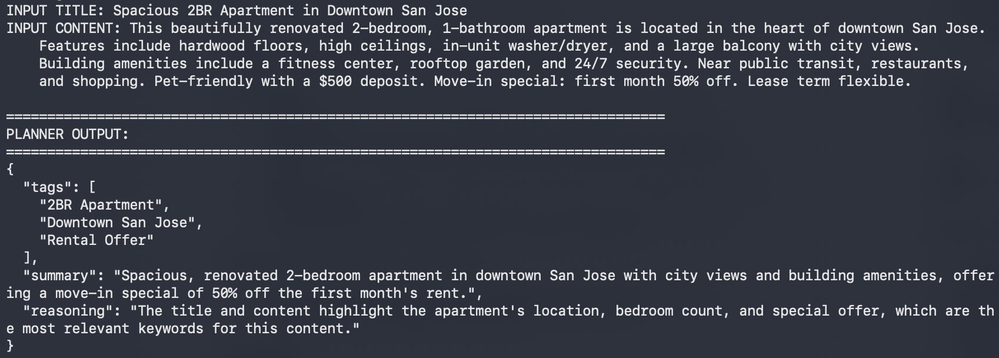 INPUT TITLE: Spacious 2BR Apartment in Downtown San Jose
INPUT CONTENT: This beautifully renovated 2-bedroom, 1-bathroom apartment is located in the heart of downtown San Jose.
    Features include hardwood floors, high ceilings, in-unit washer/dryer, and a large balcony with city views.
    Building amenities include a fitness center, rooftop garden, and 24/7 security. Near public transit, restaurants,
    and shopping. Pet-friendly with a $500 deposit. Move-in special: first month 50% off. Lease term flexible.

================================================================================
PLANNER OUTPUT:
================================================================================
{
  "tags": [
    "2BR Apartment",
    "Downtown San Jose",
    "Rental Offer"
  ],
  "summary": "Spacious, renovated 2-bedroom apartment in downtown San Jose with city views and building amenities, offer
ing a move-in special of 50% off the first month's rent.",
  "reasoning": "The title and content highlight the apartment's location, bedroom count, and special offer, which are th
e most relevant keywords for this content."
}